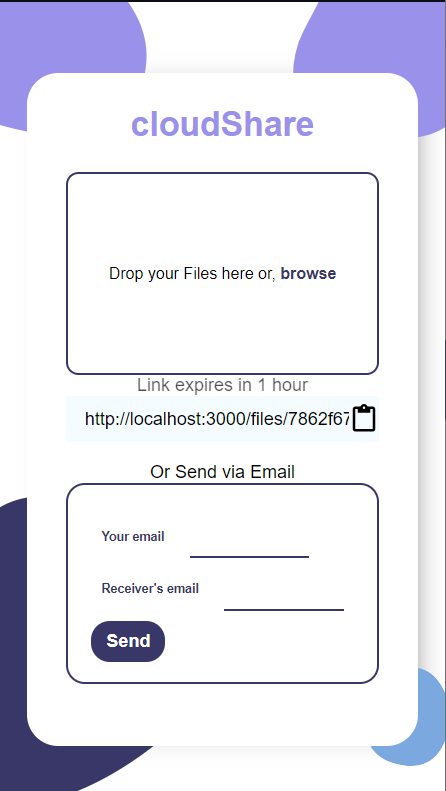 cloudShare
Drop your Files here or, browse
Link expires in 1 hour
http://localhost:3000/files/7862f67
Or Send via Email
Your email
Receiver's email
Send